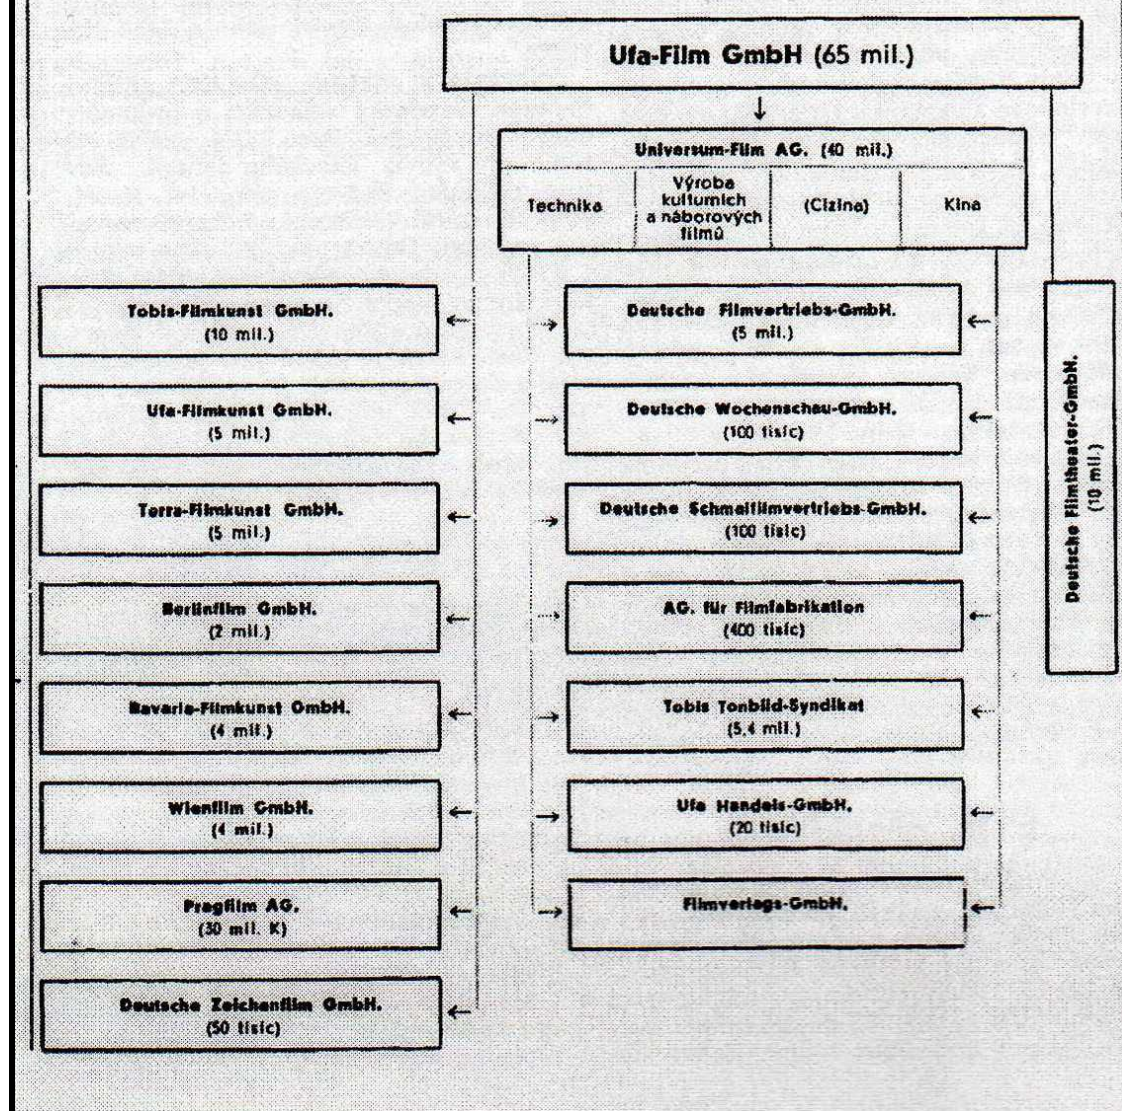 Ufa-Film GmbH (65 mil.)
Universum-Film AG. (40 mil.)
Technika
Výroba
kulturních
a náborových
filmů
(Cizina)
Kina
Tobis-Filmkunst GmbH.
(10 mil.)
Ufa-Filmkunst GmbH.
(5 mil.)
Terra-Filmkunst GmbH.
(5 mil.)
Berlinfilm GmbH.
(2 mil.)
Bavaria-Filmkunst GmbH.
(4 mil.)
Wienfilm GmbH.
(4 mil.)
Pragfilm AG.
(30 mil. K)
Deutsche Zeichenfilm GmbH.
(50 tisíc)
Deutsche Filmvertriebs-GmbH.
(5 mil.)
Deutsche Wochenschau-GmbH.
(100 tisíc)
Deutsche Schmalfilmvertriebs-GmbH.
(100 tisíc)
AG. für Filmfabrikation
(400 tisíc)
Tobis Tonbild-Syndikat
(5,4 mil.)
Ufa Handels-GmbH.
(20 tisíc)
Filmverlags-GmbH.
Deutsche Filmtheater-GmbH.
(10 mil.)